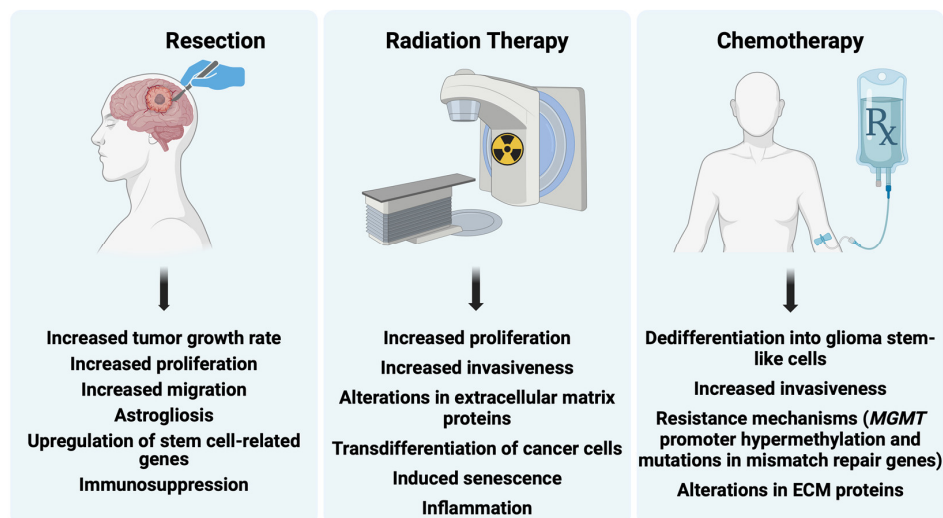 Resection
Increased tumor growth rate
Increased proliferation
Increased migration
Astrogliosis
Upregulation of stem cell-related
genes
Immunosuppression
Radiation Therapy
Increased proliferation
Increased invasiveness
Alterations in extracellular matrix
proteins
Transdifferentiation of cancer cells
Induced senescence
Inflammation
Chemotherapy
Rx
Dedifferentiation into glioma stem-
like cells
Increased invasiveness
Resistance mechanisms (MGMT
promoter hypermethylation and
mutations in mismatch repair genes)
Alterations in ECM proteins